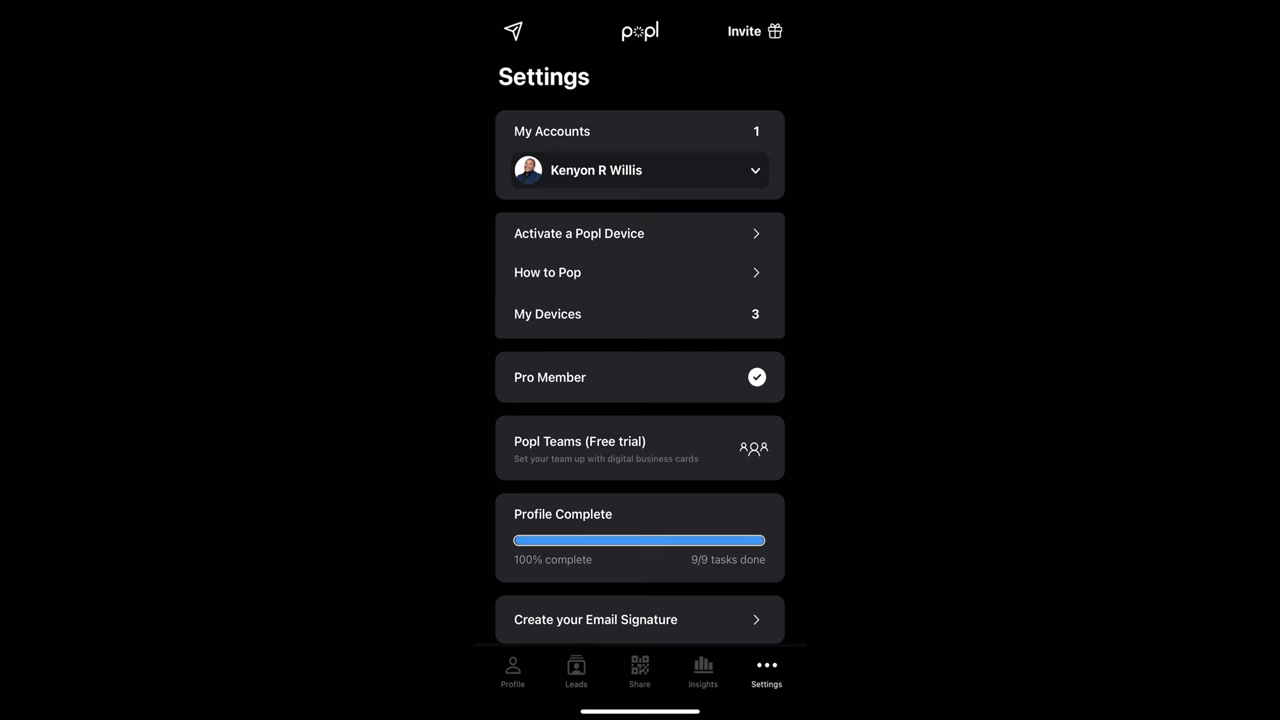 popl
Invite
Settings
My Accounts 1
Kenyon R Willis
Activate a Popl Device
How to Pop
My Devices 3
Pro Member
Popl Teams (Free trial)
Set your team up with digital business cards
Profile Complete
100% complete 9/9 tasks done
Create your Email Signature
Profile Leads Share Insights Settings